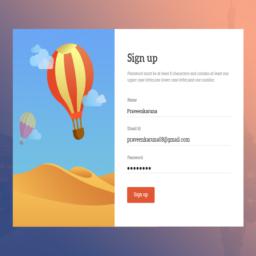 Sign up
Password must be at least 8 characters and contain at least one
upper case letter,one lower case letter,and one number.
Name
Praveenkaruna
Email Id
praveenkaruna08@gmail.com
Password
Sign up